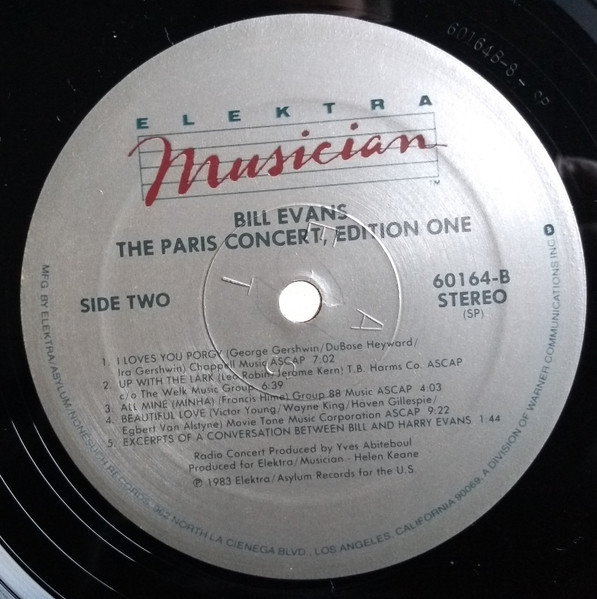 60164B-8-SP
ELEKTRA
Musician
TM
BILL EVANS
THE PARIS CONCERT, EDITION ONE
SIDE TWO
60164-B
STEREO
(SP)
1. I LOVES YOU PORGY (George Gershwin/DuBose Heyward/
Ira Gershwin) Chappell Music ASCAP 7:02
2. UP WITH THE LARK (Leo Robin/Jerome Kern) T.B. Harms Co. ASCAP
c/o The Welk Music Group 6:39
3. ALL MINE (MINHA) (Francis Hime) Group 88 Music ASCAP 4:03
4. BEAUTIFUL LOVE (Victor Young/Wayne King/Haven Gillespie/
Egbert Van Alstyne) Movie Tone Music Corporation ASCAP 9:22
5. EXCERPTS OF A CONVERSATION BETWEEN BILL AND HARRY EVANS 1:44
Radio Concert Produced by Yves Abiteboul
Produced for Elektra/Musician - Helen Keane
℗ 1983 Elektra/Asylum Records for the U.S.
MFG. BY ELEKTRA/ASYLUM/NONESUCH RECORDS, 962 NORTH LA CIENEGA BLVD., LOS ANGELES, CALIFORNIA 90069, A DIVISION OF WARNER COMMUNICATIONS INC.